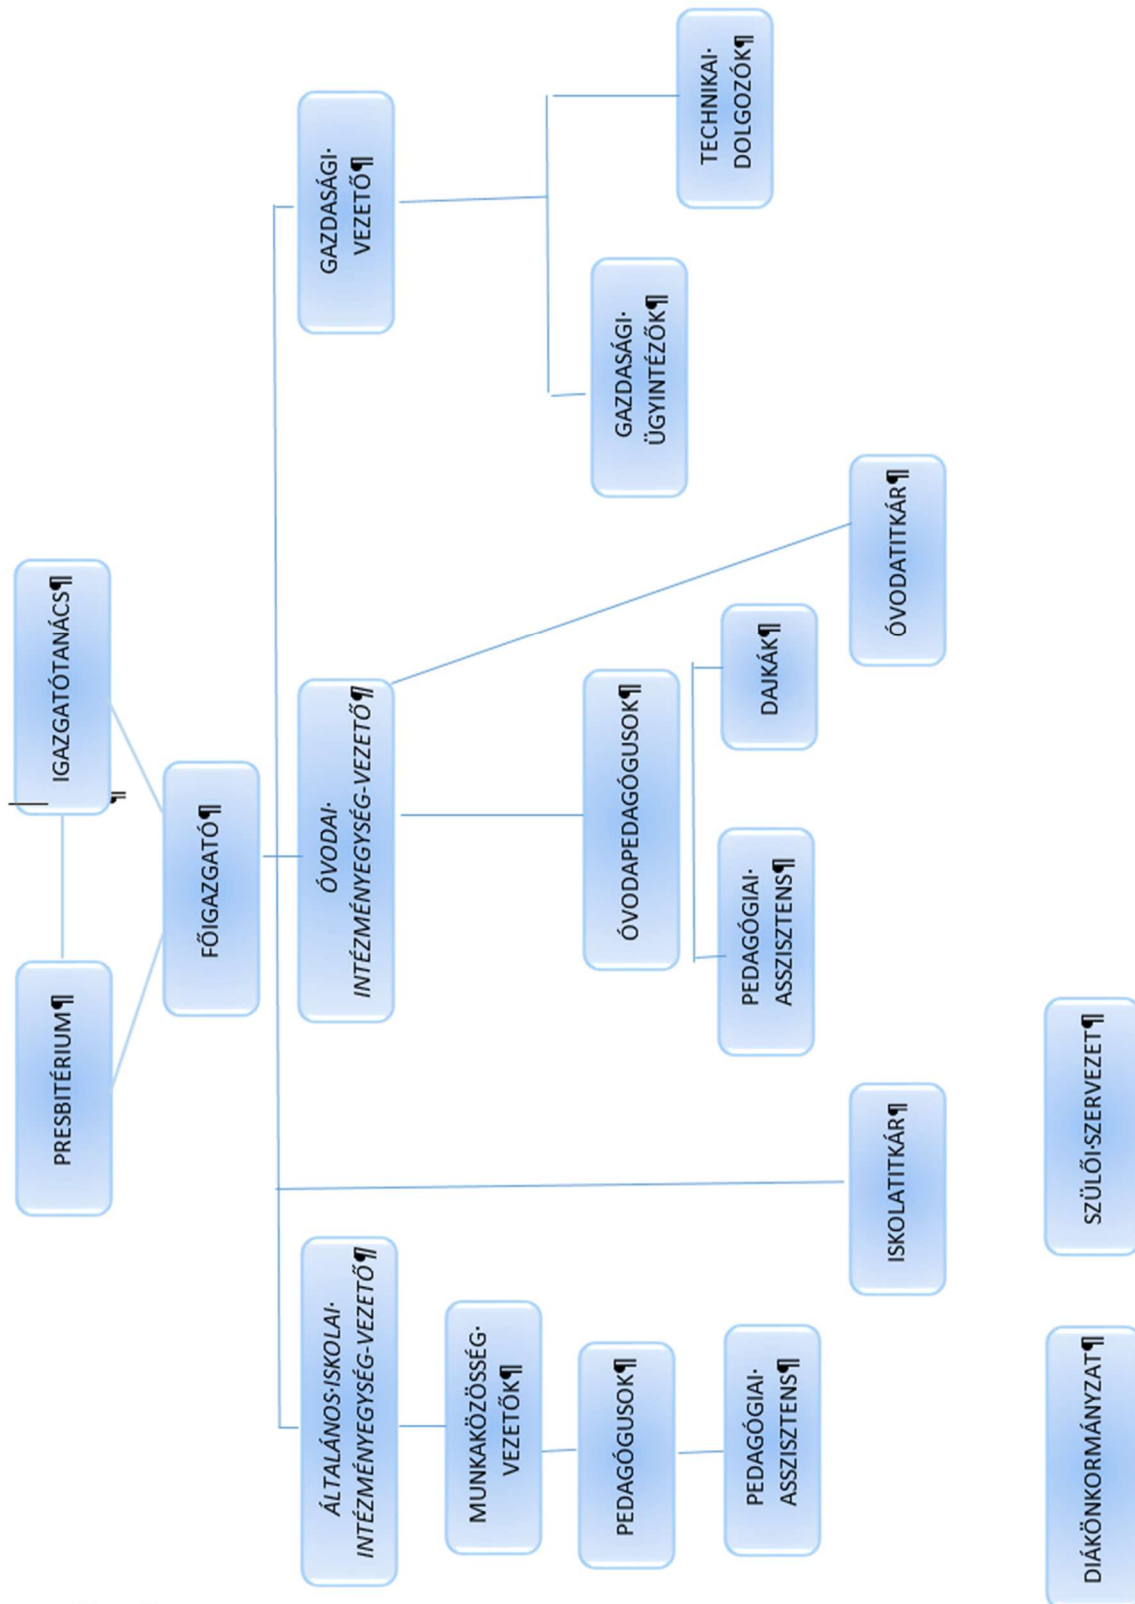 PRESBITÉRIUM¶
IGAZGATÓTANÁCS¶
¶
FŐIGAZGATÓ¶
ÁLTALÁNOS·ISKOLAI·
INTÉZMÉNYEGYSÉG-VEZETŐ¶
ÓVODAI·
INTÉZMÉNYEGYSÉG-VEZETŐ¶
GAZDASÁGI·
VEZETŐ¶
MUNKAKÖZÖSSÉG-
VEZETŐK¶
PEDAGÓGUSOK¶
ÓVODAPEDAGÓGUSOK¶
GAZDASÁGI·
ÜGYINTÉZŐK¶
TECHNIKAI·
DOLGOZÓK¶
PEDAGÓGIAI·
ASSZISZTENS¶
PEDAGÓGIAI·
ASSZISZTENS¶
DAJKÁK¶
ISKOLATITKÁR¶
ÓVODATITKÁR¶
DIÁKÖNKORMÁNYZAT¶
SZÜLŐI·SZERVEZET¶